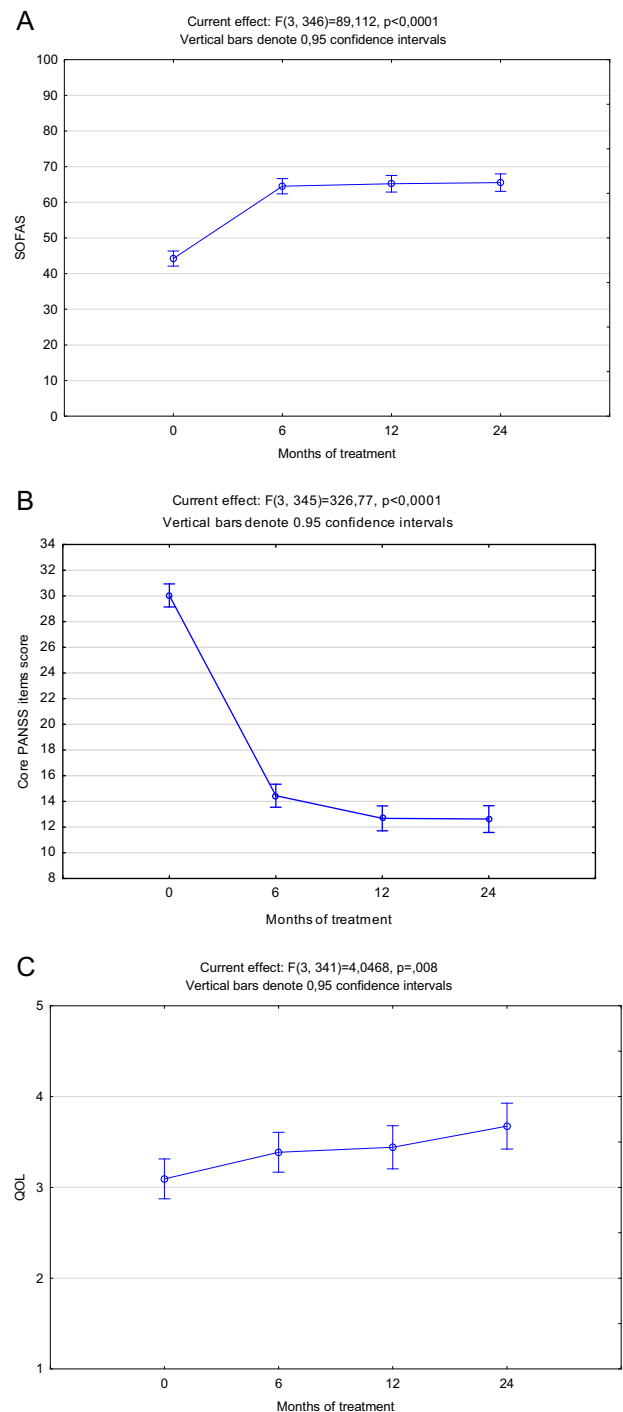 A
Current effect: F(3, 346)=89,112, p<0,0001
Vertical bars denote 0,95 confidence intervals
100
90
80
70
60
50
40
30
20
10
0
SOFAS
0 6 12 24
Months of treatment
B
Current effect: F(3, 345)=326,77, p<0,0001
Vertical bars denote 0.95 confidence intervals
34
32
30
28
26
24
22
20
18
16
14
12
10
8
Core PANSS items score
0 6 12 24
Months of treatment
C
Current effect: F(3, 341)=4,0468, p=,008
Vertical bars denote 0,95 confidence intervals
5
4
3
2
1
QOL
0 6 12 24
Months of treatment